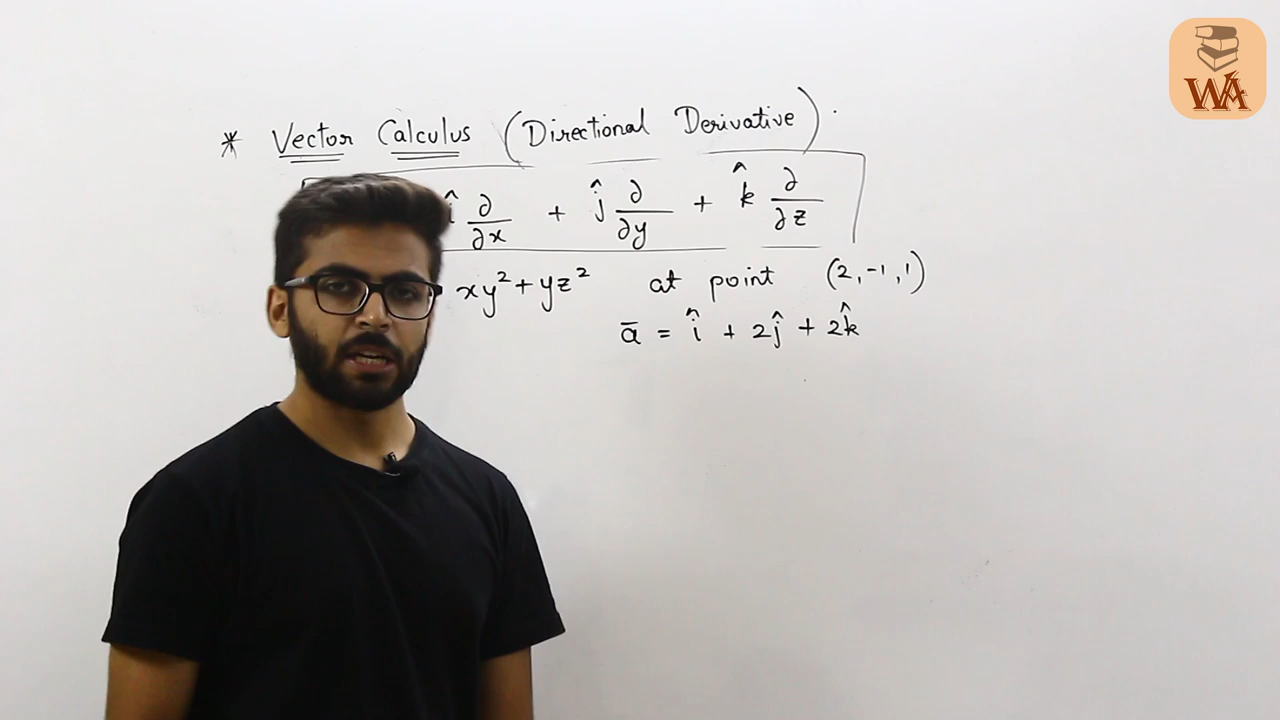 * Vector Calculus (Directional Derivative).
î ∂/∂x + ĵ ∂/∂y + k̂ ∂/∂z
xy² + yz² at point (2, -1, 1)
ā = î + 2ĵ + 2k̂
WA